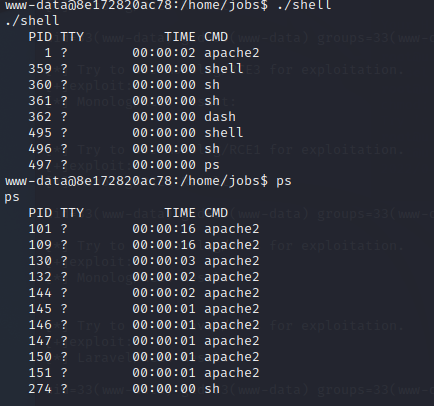 www-data@8e172820ac78:/home/jobs$ ./shell
./shell
PID TTY TIME CMD
1 ? 00:00:02 apache2
359 ? 00:00:00 shell
360 ? 00:00:00 sh
361 ? 00:00:00 sh
362 ? 00:00:00 dash
495 ? 00:00:00 shell
496 ? 00:00:00 sh
497 ? 00:00:00 ps
www-data@8e172820ac78:/home/jobs$ ps
ps
PID TTY TIME CMD
101 ? 00:00:16 apache2
109 ? 00:00:16 apache2
130 ? 00:00:03 apache2
132 ? 00:00:02 apache2
144 ? 00:00:02 apache2
145 ? 00:00:01 apache2
146 ? 00:00:01 apache2
147 ? 00:00:01 apache2
150 ? 00:00:01 apache2
151 ? 00:00:01 apache2
274 ? 00:00:00 sh